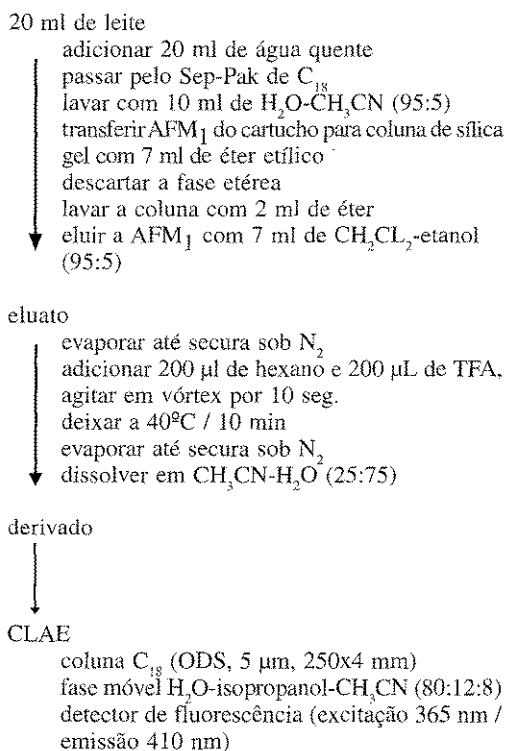 20 ml de leite
adicionar 20 ml de água quente
passar pelo Sep-Pak de C₁₈
lavar com 10 ml de H₂O-CH₃CN (95:5)
transferir AFM₁ do cartucho para coluna de sílica
gel com 7 ml de éter etílico
descartar a fase etérea
lavar a coluna com 2 ml de éter
eluir a AFM₁ com 7 ml de CH₂CL₂-etanol
(95:5)
eluato
evaporar até secura sob N₂
adicionar 200 µl de hexano e 200 µL de TFA,
agitar em vórtex por 10 seg.
deixar a 40ºC / 10 min
evaporar até secura sob N₂
dissolver em CH₃CN-H₂O (25:75)
derivado
CLAE
coluna C₁₈ (ODS, 5 µm, 250x4 mm)
fase móvel H₂O-isopropanol-CH₃CN (80:12:8)
detector de fluorescência (excitação 365 nm /
emissão 410 nm)